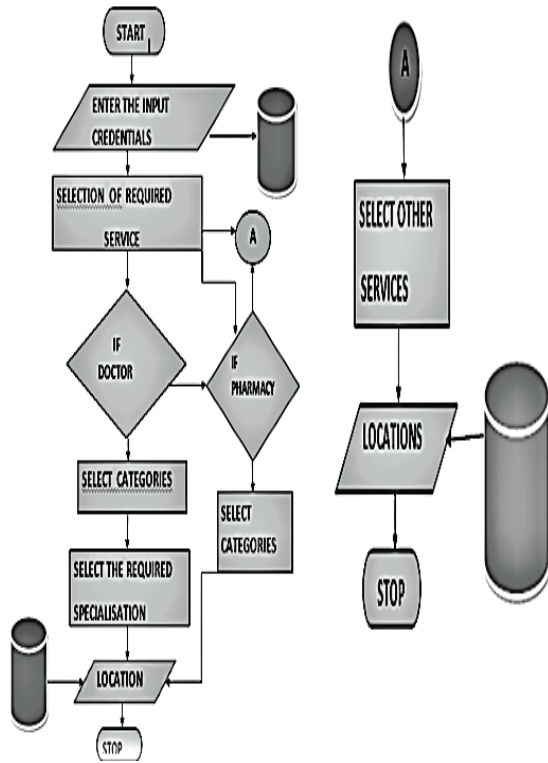 START
ENTER THE INPUT
CREDENTIALS
SELECTION OF REQUIRED
SERVICE
A
IF
DOCTOR
IF
PHARMACY
SELECT CATEGORIES
SELECT
CATEGORIES
SELECT THE REQUIRED
SPECIALISATION
LOCATION
STOP
A
SELECT OTHER
SERVICES
LOCATIONS
STOP